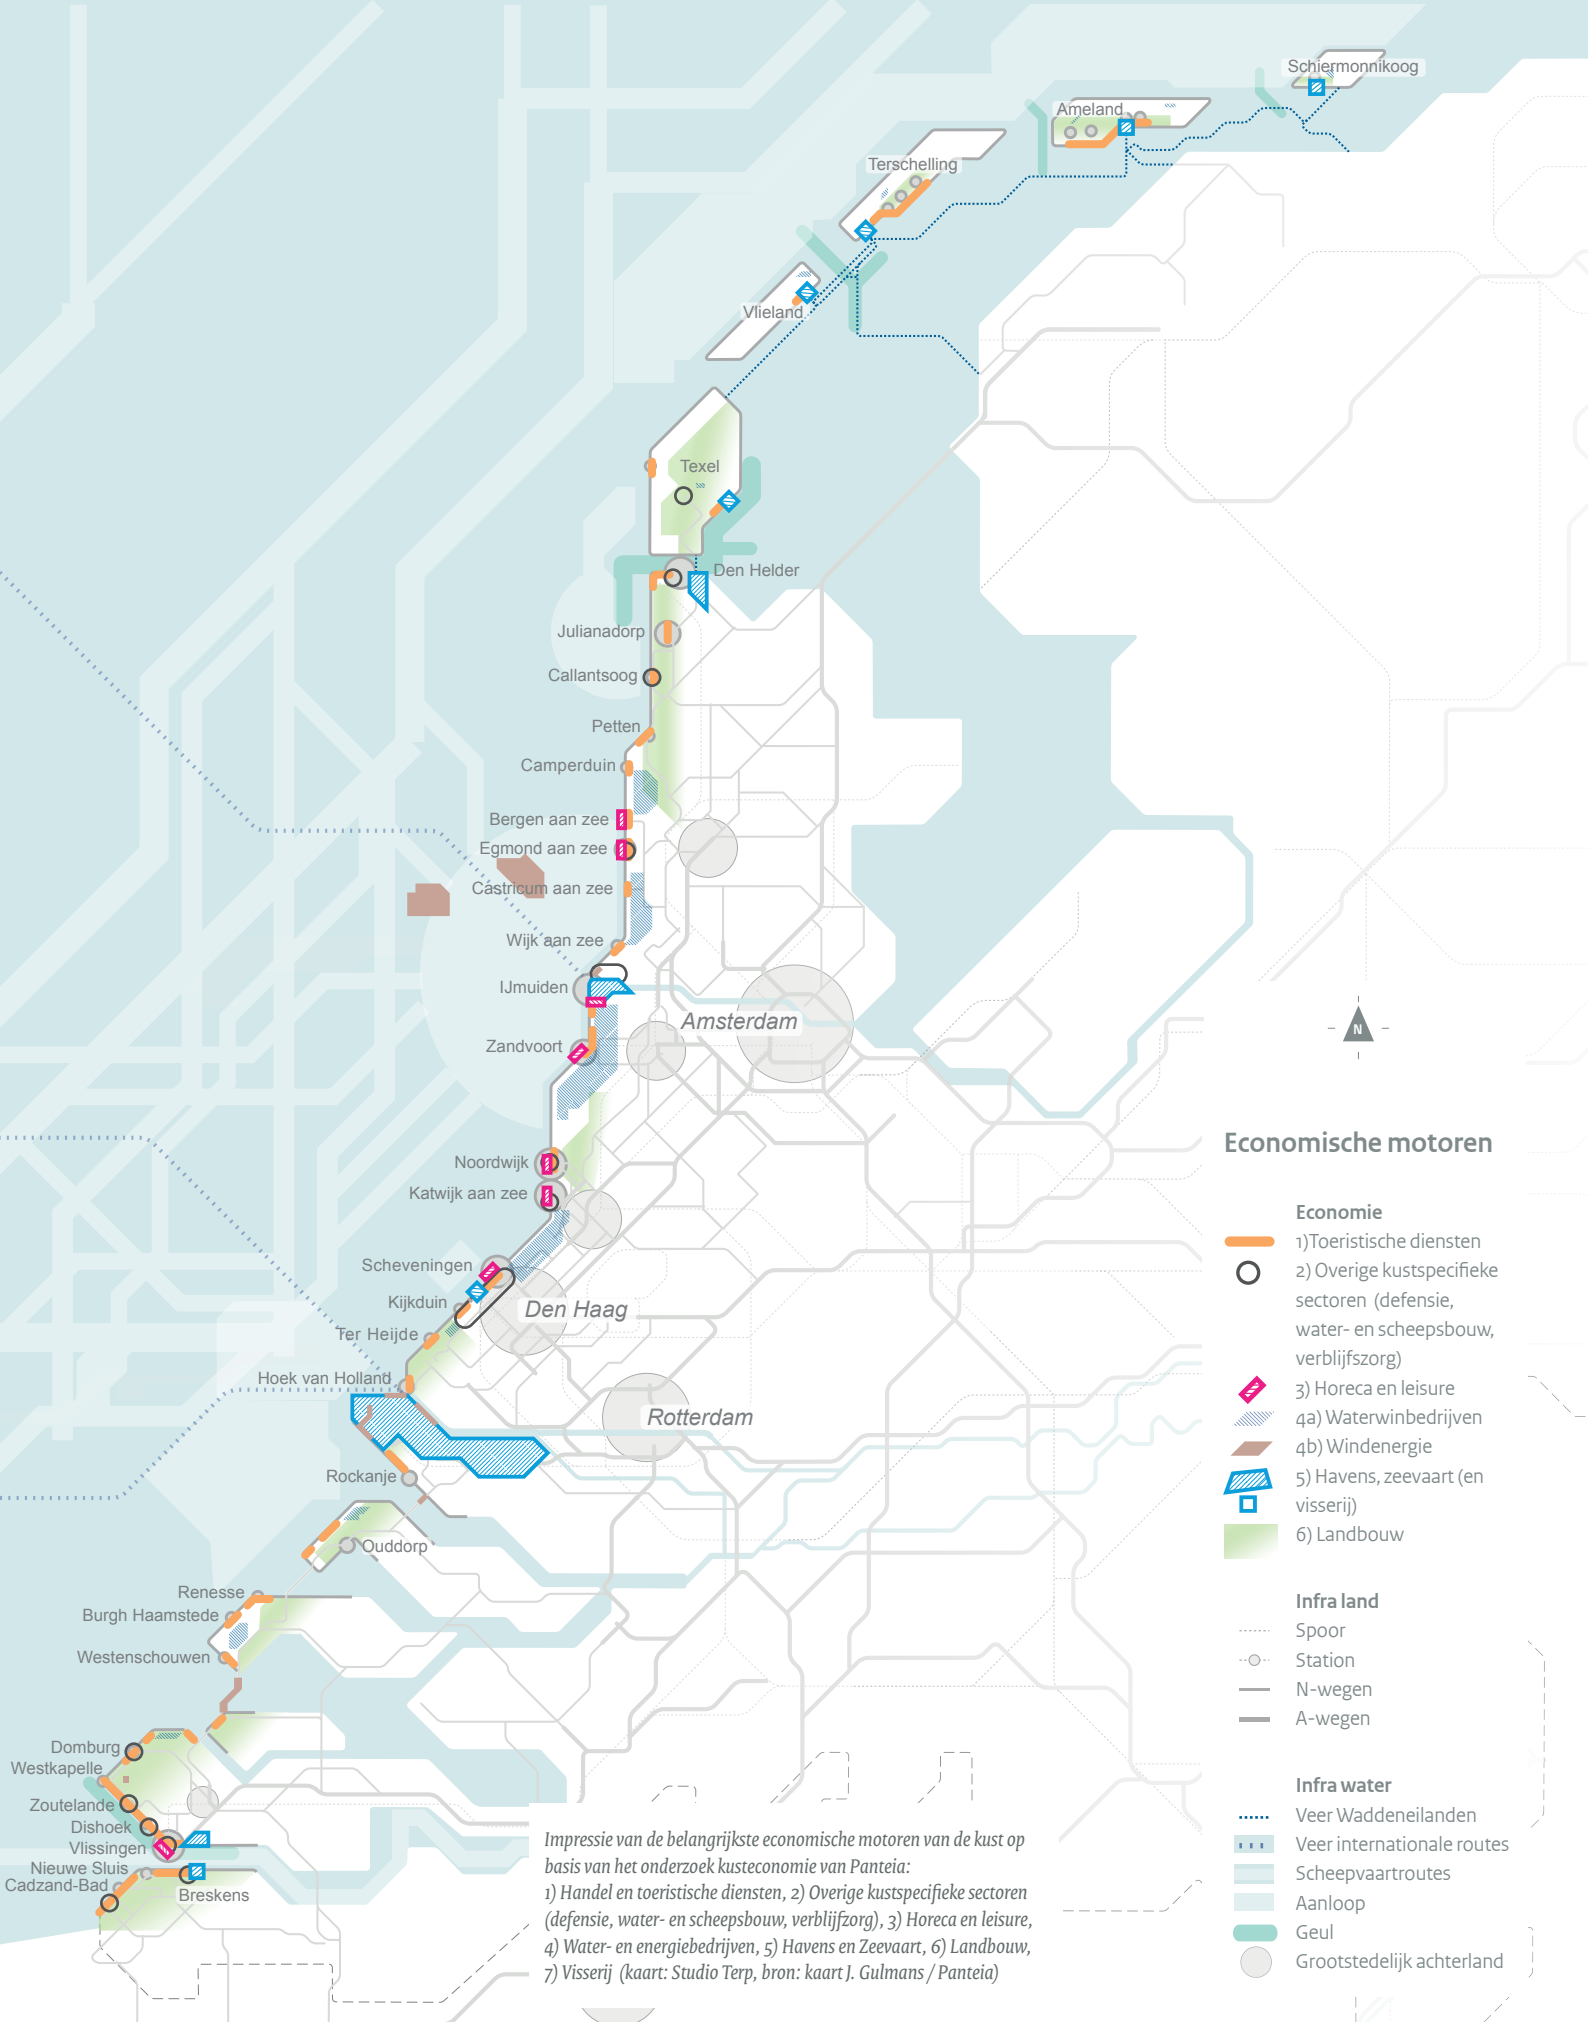 Schiermonnikoog
Ameland
Terschelling
Vlieland
Texel
Den Helder
Julianadorp
Callantsoog
Petten
Camperduin
Bergen aan zee
Egmond aan zee
Castricum aan zee
Wijk aan zee
IJmuiden
Amsterdam
Zandvoort
Noordwijk
Katwijk aan zee
Scheveningen
Kijkduin
Den Haag
Ter Heijde
Hoek van Holland
Rotterdam
Rockanje
Ouddorp
Renesse
Burgh Haamstede
Westenschouwen
Domburg
Westkapelle
Zoutelande
Dishoek
Vlissingen
Nieuwe Sluis
Cadzand-Bad
Breskens
N
Economische motoren
Economie
1)Toeristische diensten
2) Overige kustspecifieke
sectoren (defensie,
water- en scheepsbouw,
verblijfszorg)
3) Horeca en leisure
4a) Waterwinbedrijven
4b) Windenergie
5) Havens, zeevaart (en
visserij)
6) Landbouw
Infra land
Spoor
Station
N-wegen
A-wegen
Infra water
Veer Waddeneilanden
Veer internationale routes
Scheepvaartroutes
Aanloop
Geul
Grootstedelijk achterland
Impressie van de belangrijkste economische motoren van de kust op
basis van het onderzoek kusteconomie van Panteia:
1) Handel en toeristische diensten, 2) Overige kustspecifieke sectoren
(defensie, water- en scheepsbouw, verblijfzorg), 3) Horeca en leisure,
4) Water- en energiebedrijven, 5) Havens en Zeevaart, 6) Landbouw,
7) Visserij (kaart: Studio Terp, bron: kaart J. Gulmans / Panteia)